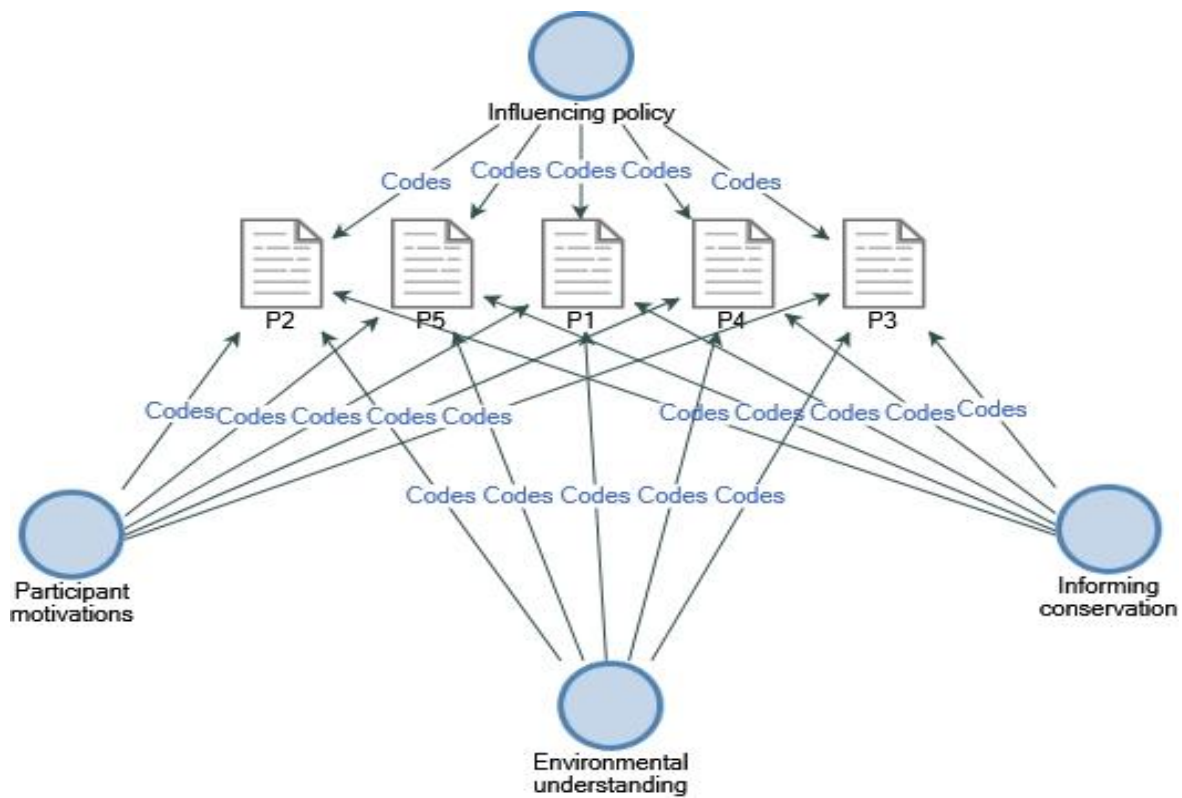 Influencing policy
Codes Codes Codes Codes Codes
P2 P5 P1 P4 P3
Codes Codes Codes Codes Codes Codes Codes Codes Codes Codes
Codes Codes Codes Codes Codes
Participant
motivations
Informing
conservation
Environmental
understanding